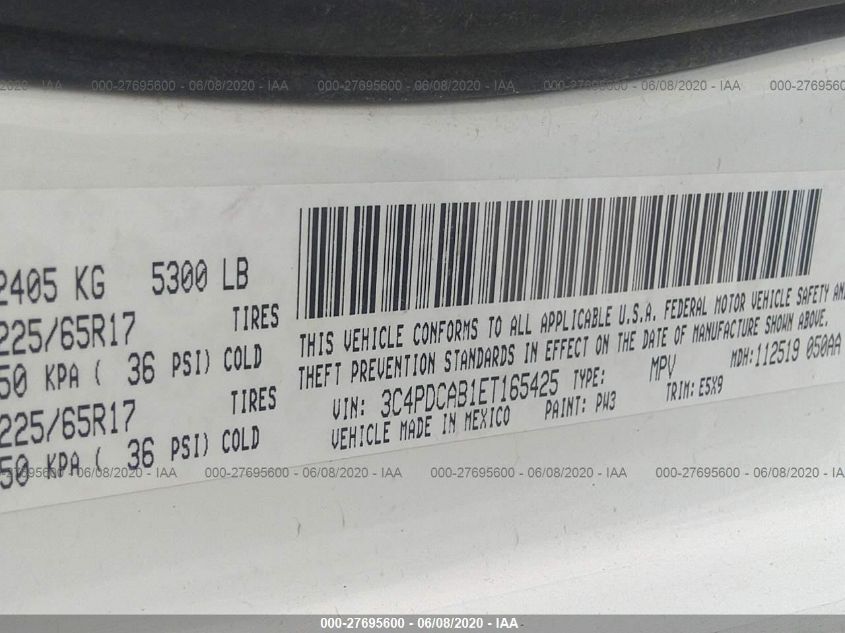 000-27695600 - 06/08/2020 - IAA 000-27695600 - 06/08/2020 - IAA 000-27695600 - 06/08/2020 - IAA 000-27695600
2405 KG 5300 LB
225/65R17 TIRES
50 KPA ( 36 PSI) COLD
225/65R17 TIRES
50 KPA ( 36 PSI) COLD
THIS VEHICLE CONFORMS TO ALL APPLICABLE U.S.A. FEDERAL MOTOR VEHICLE SAFETY AND
THEFT PREVENTION STANDARDS IN EFFECT ON THE DATE OF MANUFACTURE SHOWN ABOVE.
VIN: 3C4PDCAB1ET165425 TYPE: MPV MDH: 112519 050AA
VEHICLE MADE IN MEXICO PAINT: PW3 TRIM: E5X9
000-27695600 - 06/08/2020 - IAA 000-27695600 - 06/08/2020 - IAA 000-27695600 - 06/08/2020 - IAA
000-27695600 - 06/08/2020 - IAA